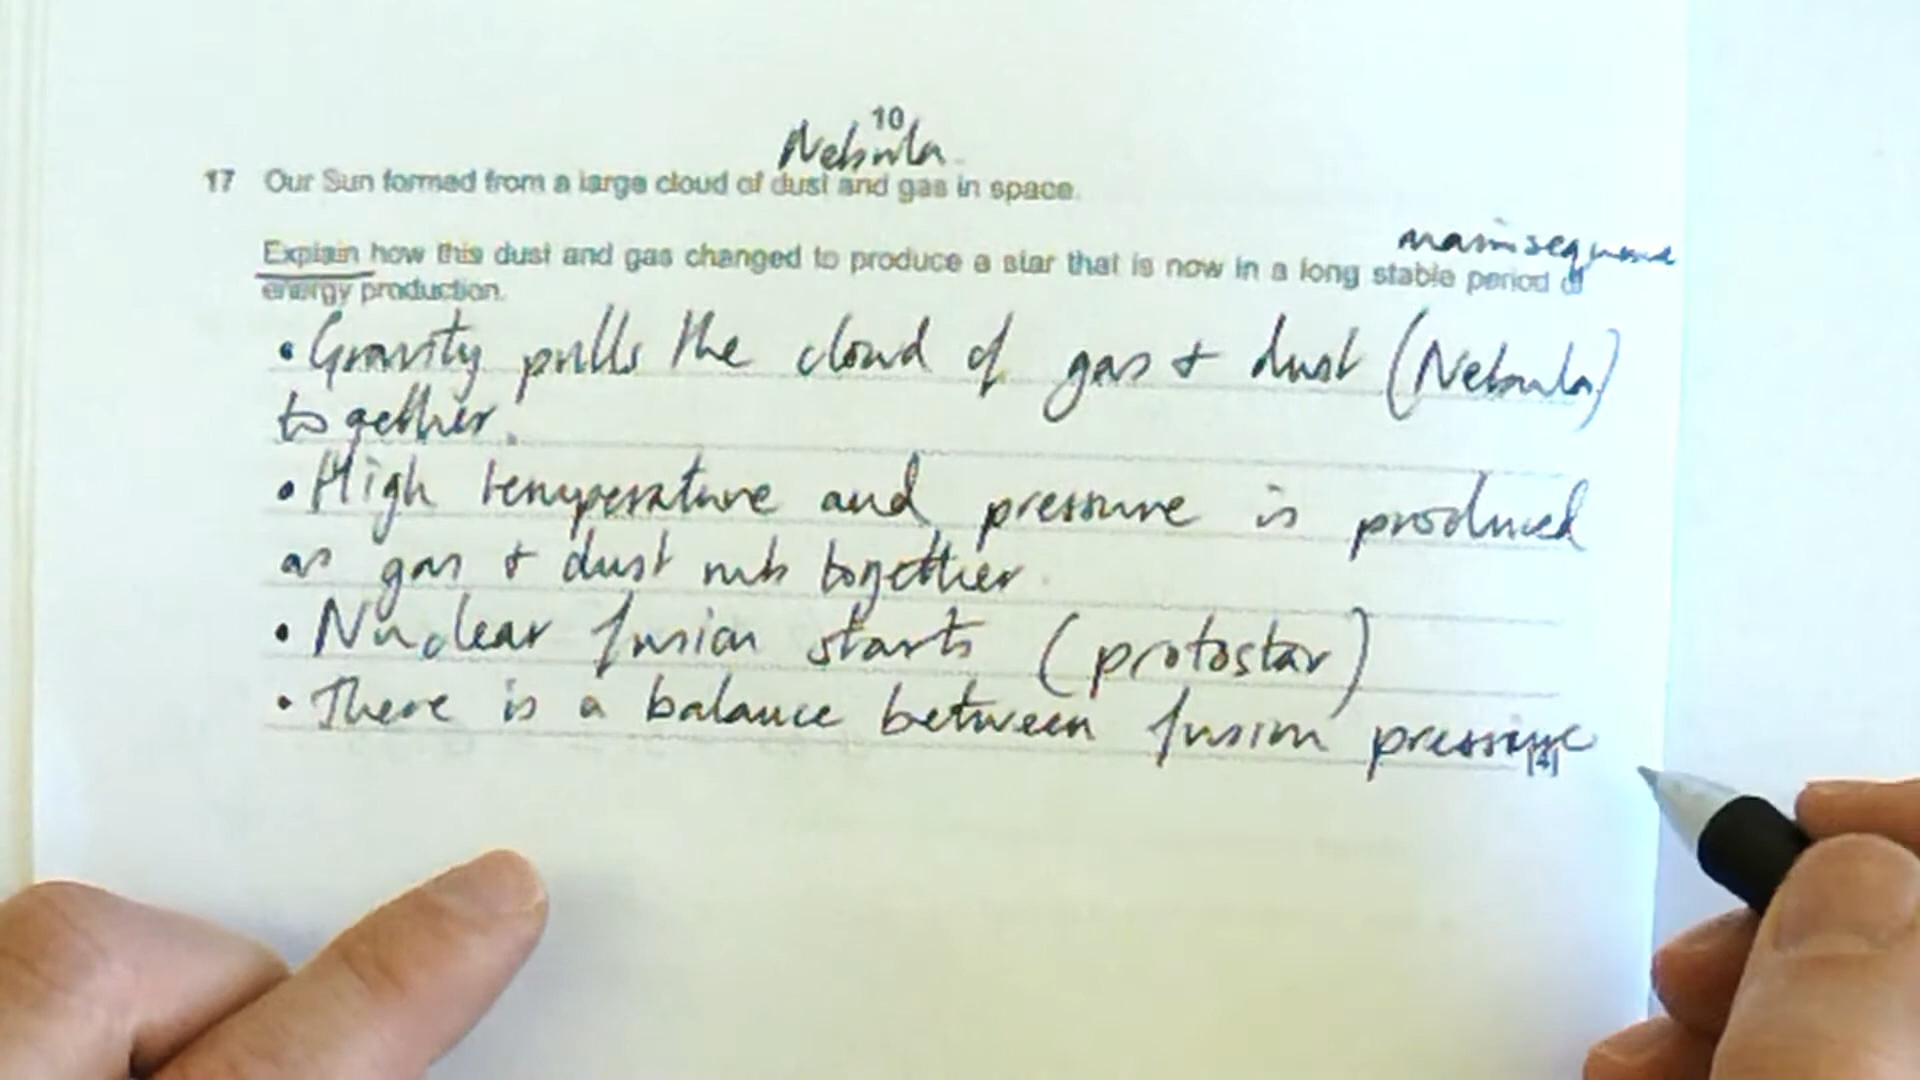 10
Nebula
17 Our Sun formed from a large cloud of dust and gas in space.
main sequence
Explain how this dust and gas changed to produce a star that is now in a long stable period of
energy production.
• Gravity pulls the cloud of gas + dust (Nebula)
together.
• High temperature and pressure is produced
as gas + dust rub together.
• Nuclear fusion starts (protostar)
• There is a balance between fusion pressure
[4]